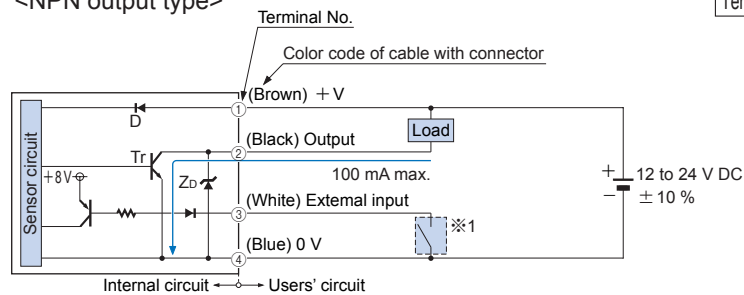 <NPN output type>
Ter
Terminal No.
Color code of cable with connector
1 (Brown) +V
D
2 (Black) Output
Load
Tr
+8V
ZD
100 mA max.
+ 12 to 24 V DC
− ± 10 %
Sensor circuit
3 (White) Extemal input
※1
4 (Blue) 0 V
Internal circuit
Users' circuit